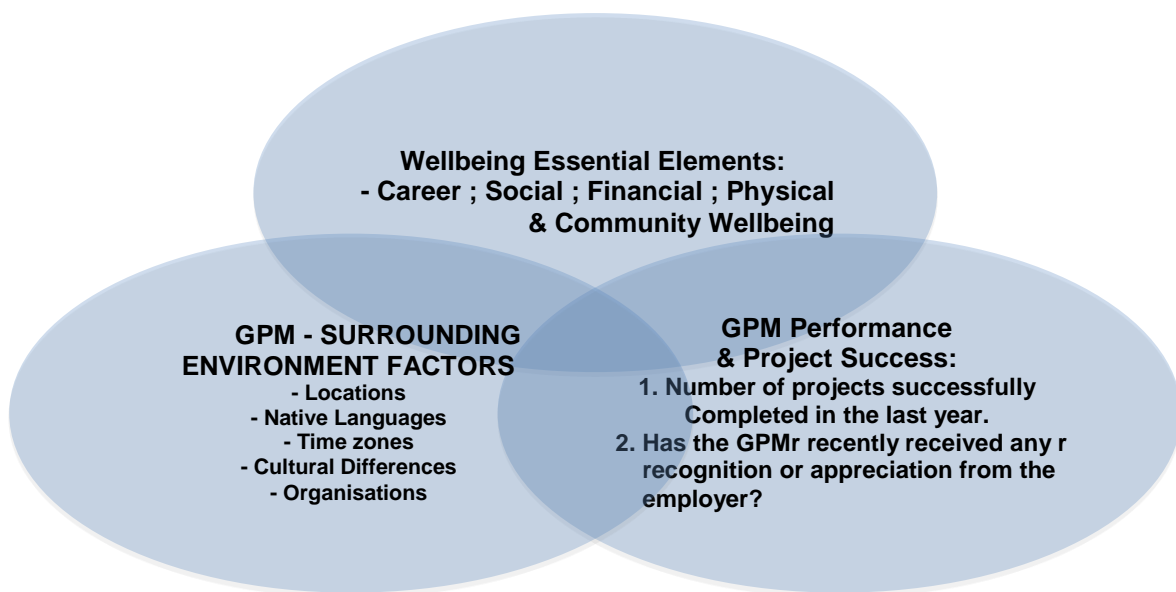 Wellbeing Essential Elements:
- Career ; Social ; Financial ; Physical
& Community Wellbeing
GPM - SURROUNDING
ENVIRONMENT FACTORS
- Locations
- Native Languages
- Time zones
- Cultural Differences
- Organisations
GPM Performance
& Project Success:
1. Number of projects successfully
Completed in the last year.
2. Has the GPMr recently received any r
recognition or appreciation from the
employer?